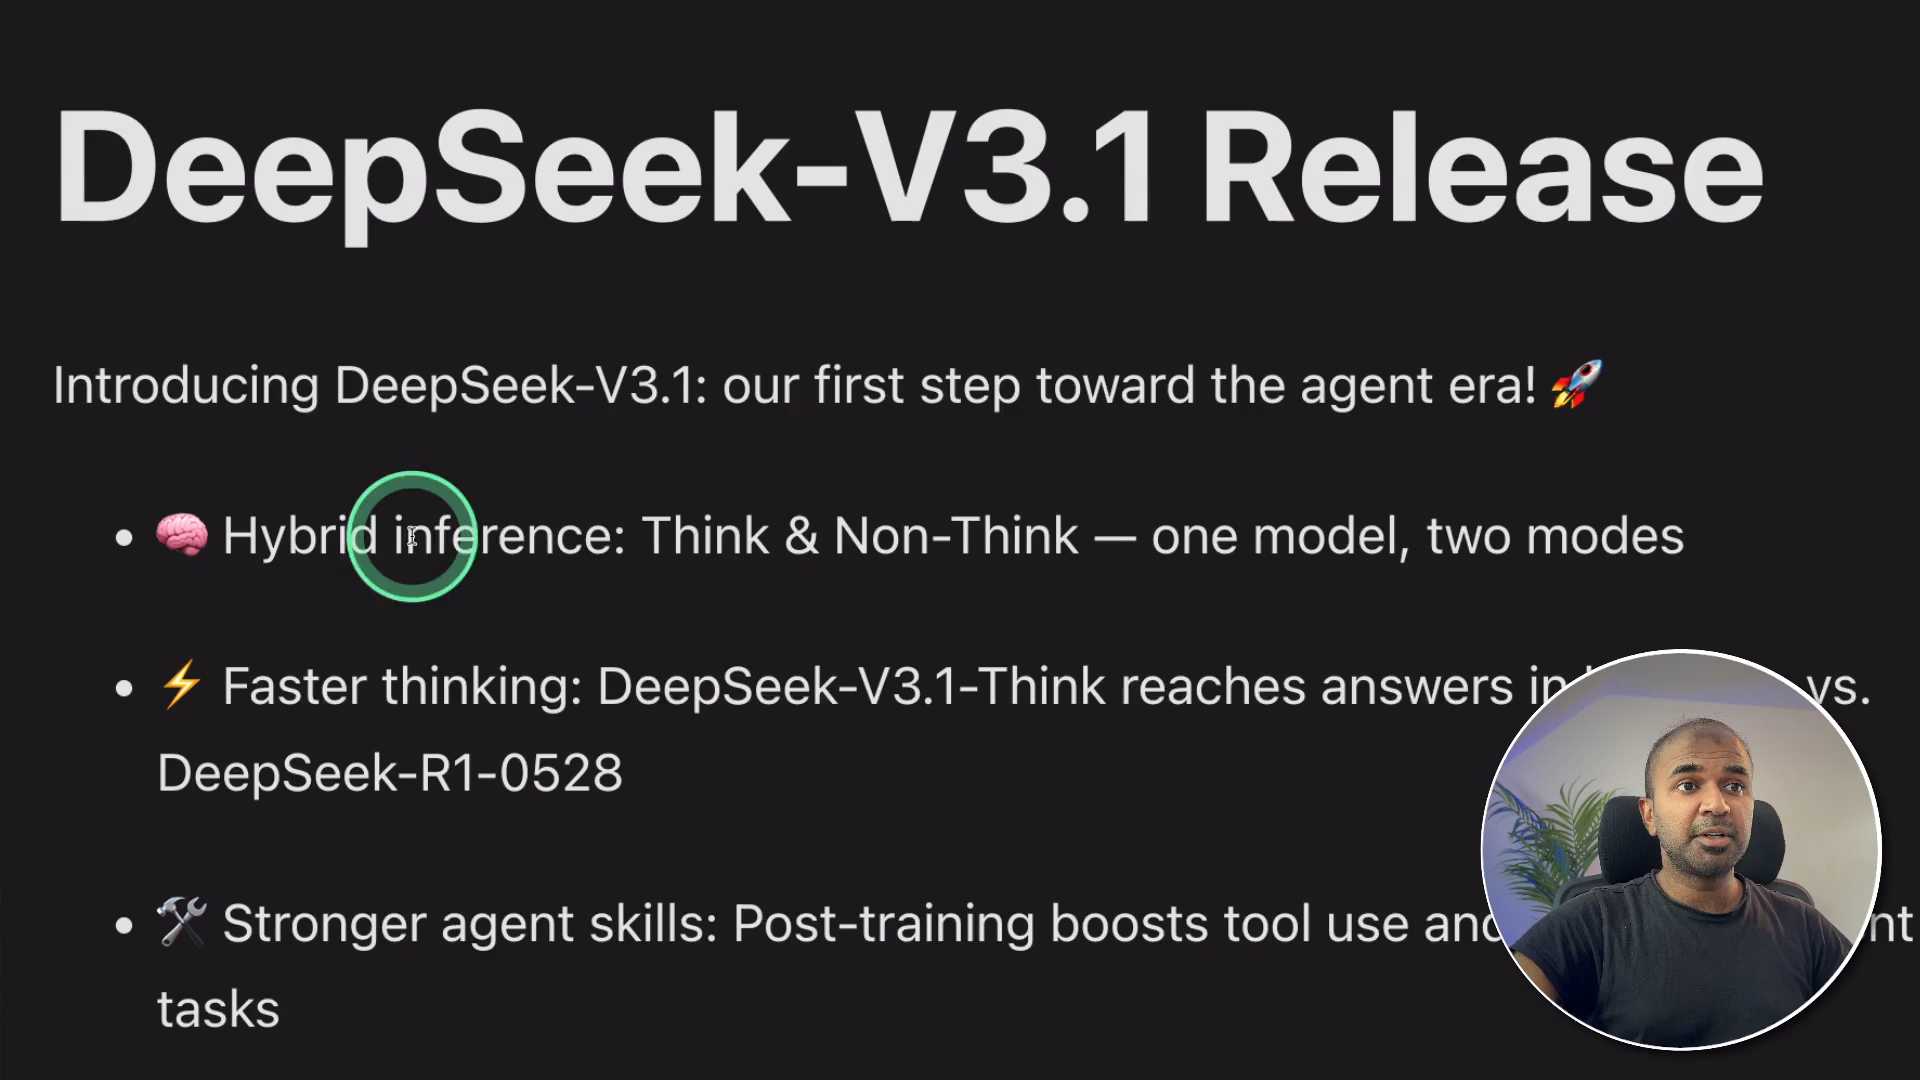 DeepSeek-V3.1 Release
Introducing DeepSeek-V3.1: our first step toward the agent era! 🚀
• 🧠 Hybrid inference: Think & Non-Think — one model, two modes
• ⚡ Faster thinking: DeepSeek-V3.1-Think reaches answers in vs.
DeepSeek-R1-0528
• 🛠️ Stronger agent skills: Post-training boosts tool use and
tasks